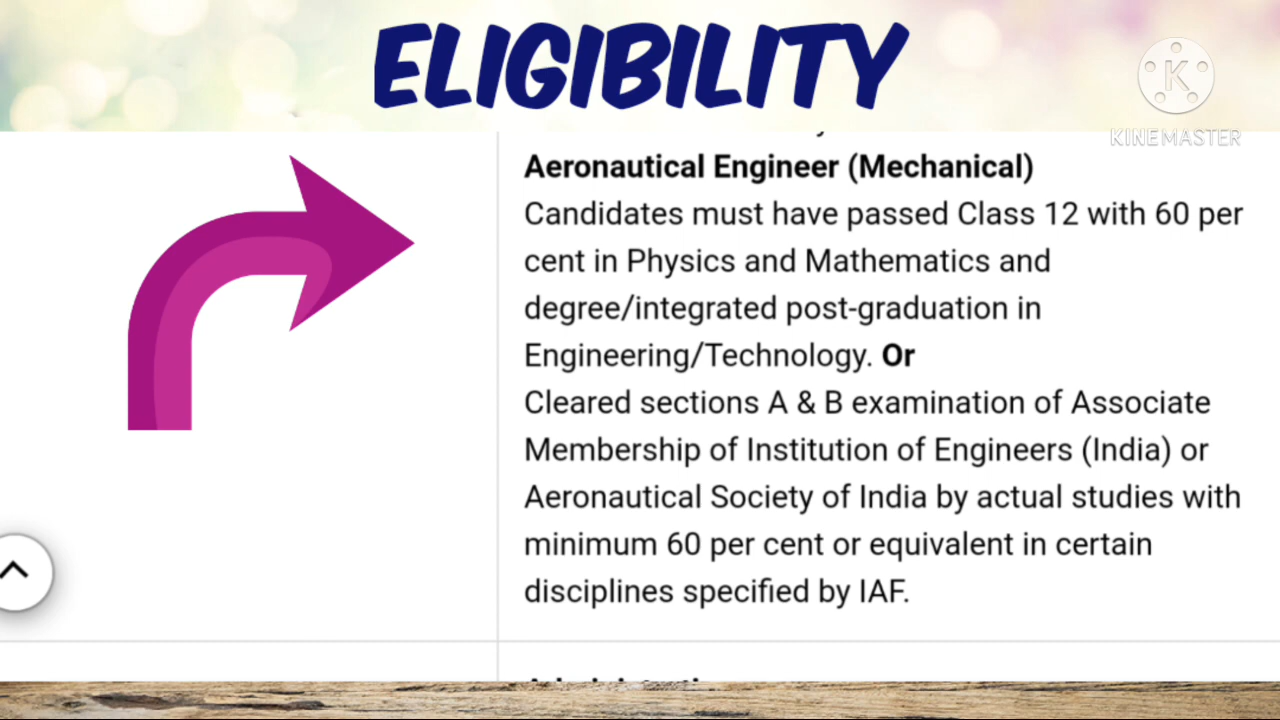 ELIGIBILITY
K
KINEMASTER
Aeronautical Engineer (Mechanical)
Candidates must have passed Class 12 with 60 per
cent in Physics and Mathematics and
degree/integrated post-graduation in
Engineering/Technology. Or
Cleared sections A & B examination of Associate
Membership of Institution of Engineers (India) or
Aeronautical Society of India by actual studies with
minimum 60 per cent or equivalent in certain
disciplines specified by IAF.